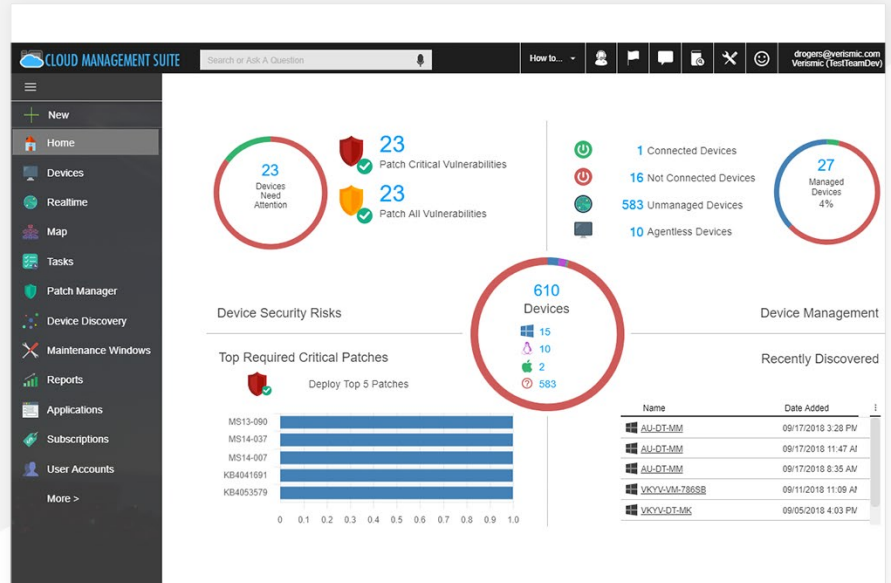 CLOUD MANAGEMENT SUITE
Search or Ask A Question
How to...
drogers@verismic.com
Verismic (TestTeamDev)
New
Home
Devices
Realtime
Map
Tasks
Patch Manager
Device Discovery
Maintenance Windows
Reports
Applications
Subscriptions
User Accounts
More >
23
Devices
Need
Attention
23
Patch Critical Vulnerabilities
23
Patch All Vulnerabilities
1 Connected Devices
16 Not Connected Devices
583 Unmanaged Devices
10 Agentless Devices
27
Managed
Devices
4%
Device Security Risks
610
Devices
15
10
2
583
Device Management
Top Required Critical Patches
Deploy Top 5 Patches
MS13-090
MS14-037
MS14-007
KB4041691
KB4053579
0 0.1 0.2 0.3 0.4 0.5 0.6 0.7 0.8 0.9 1.0
Recently Discovered
Name Date Added
AU-DT-MM 09/17/2018 3:28 PM
AU-DT-MM 09/17/2018 11:47 AM
AU-DT-MM 09/17/2018 8:35 AM
VKYV-VM-786SB 09/11/2018 11:09 AM
VKYV-DT-MK 09/05/2018 4:03 PM